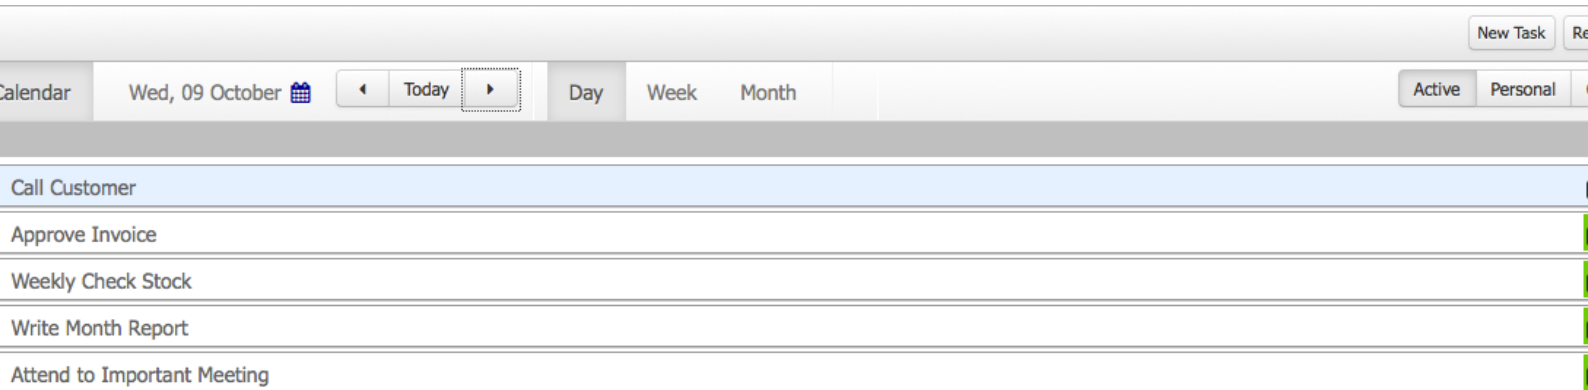 New Task
Calendar Wed, 09 October Today Day Week Month Active Personal
Call Customer
Approve Invoice
Weekly Check Stock
Write Month Report
Attend to Important Meeting